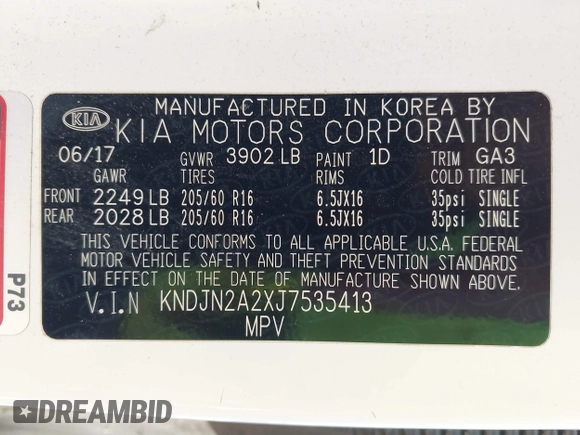 MANUFACTURED IN KOREA BY
KIA KIA MOTORS CORPORATION
06/17 GVWR 3902 LB PAINT 1D TRIM GA3
GAWR TIRES RIMS COLD TIRE INFL
FRONT 2249 LB 205/60 R16 6.5JX16 35psi SINGLE
REAR 2028 LB 205/60 R16 6.5JX16 35psi SINGLE
THIS VEHICLE CONFORMS TO ALL APPLICABLE U.S.A. FEDERAL
MOTOR VEHICLE SAFETY AND THEFT PREVENTION STANDARDS
IN EFFECT ON THE DATE OF MANUFACTURE SHOWN ABOVE.
V.I.N KNDJN2A2XJ7535413
MPV
P73
DREAMBID